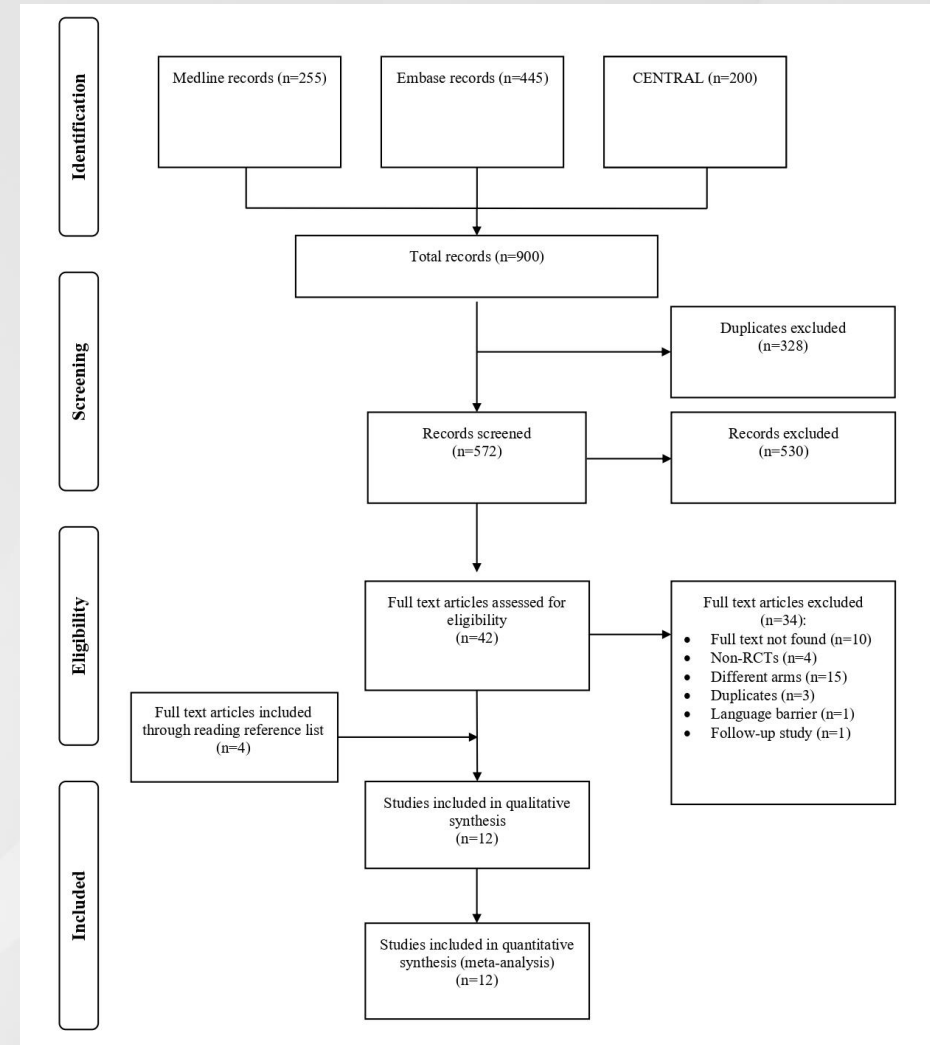 Identification
Medline records (n=255)
Embase records (n=445)
CENTRAL (n=200)
Total records (n=900)
Screening
Duplicates excluded
(n=328)
Records screened
(n=572)
Records excluded
(n=530)
Eligibility
Full text articles assessed for
eligibility
(n=42)
Full text articles excluded
(n=34):
• Full text not found (n=10)
• Non-RCTs (n=4)
• Different arms (n=15)
• Duplicates (n=3)
• Language barrier (n=1)
• Follow-up study (n=1)
Full text articles included
through reading reference list
(n=4)
Included
Studies included in qualitative
synthesis
(n=12)
Studies included in quantitative
synthesis (meta-analysis)
(n=12)